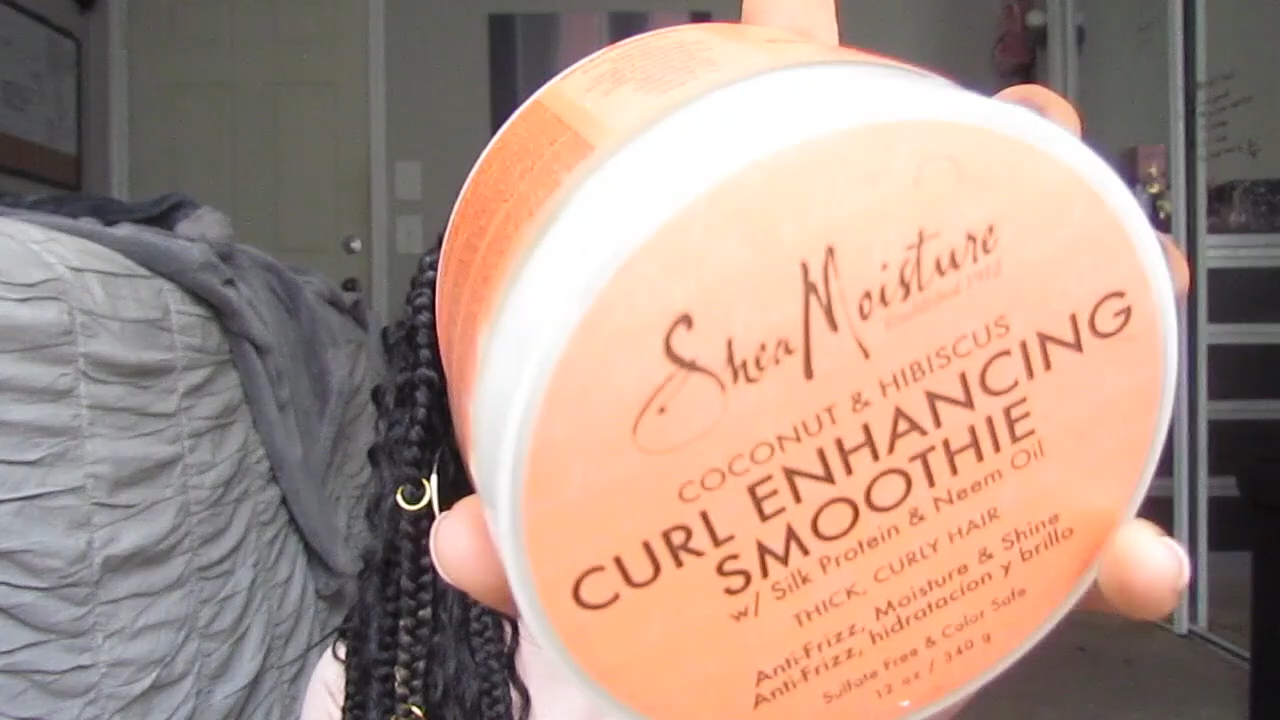 SheaMoisture
COCONUT & HIBISCUS
CURL ENHANCING
SMOOTHIE
w/ Silk Protein & Neem Oil
THICK, CURLY HAIR
Anti-Frizz, Moisture & Shine
Anti-Frizz, hidratacion y brillo
Sulfate Free & Color Safe
12 oz / 340 g